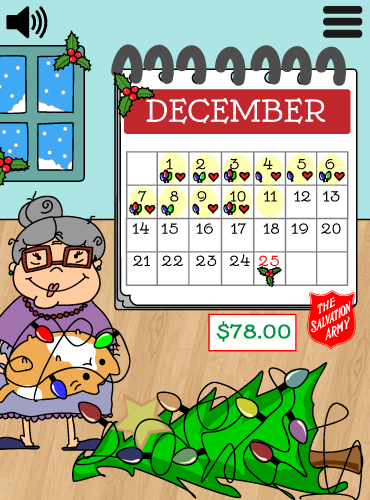 DECEMBER
1 2 3 4 5 6
7 8 9 10 11 12 13
14 15 16 17 18 19 20
21 22 23 24 25
THE
SALVATION
ARMY
$78.00